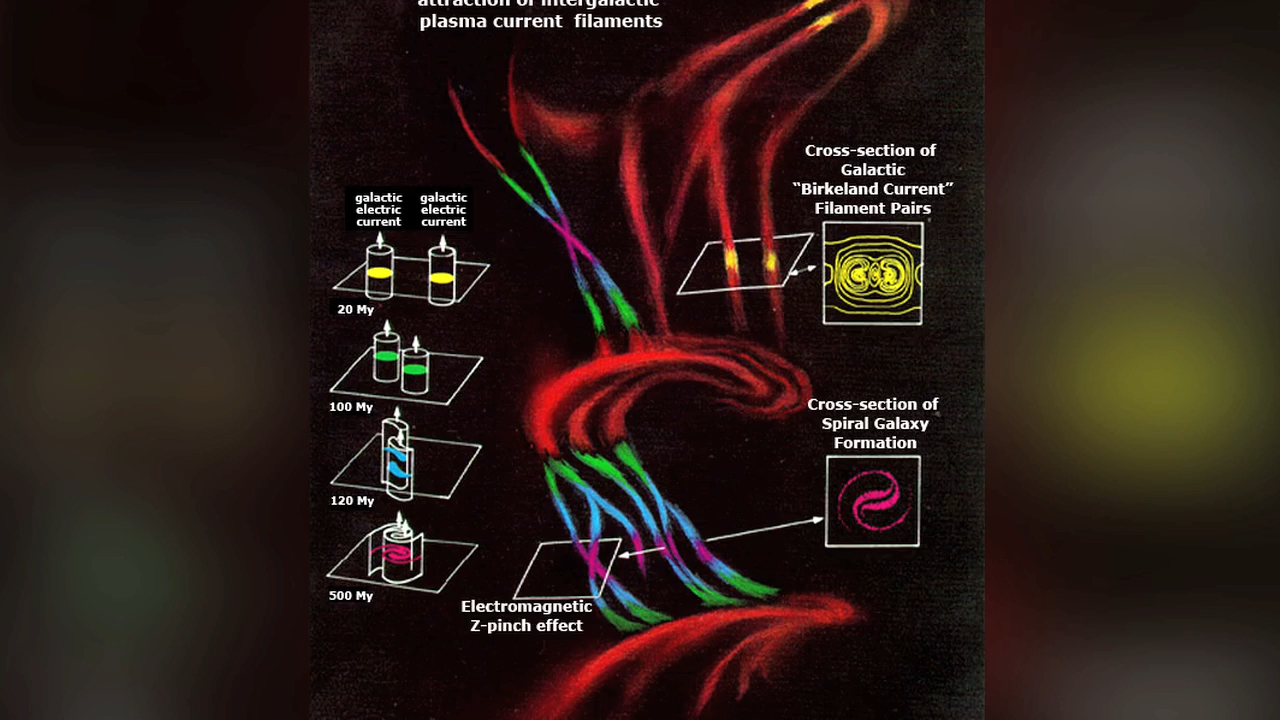 attraction of intergalactic
plasma current filaments
Cross-section of
Galactic
“Birkeland Current”
Filament Pairs
galactic
electric
current
galactic
electric
current
20 My
100 My
Cross-section of
Spiral Galaxy
Formation
120 My
500 My
Electromagnetic
Z-pinch effect